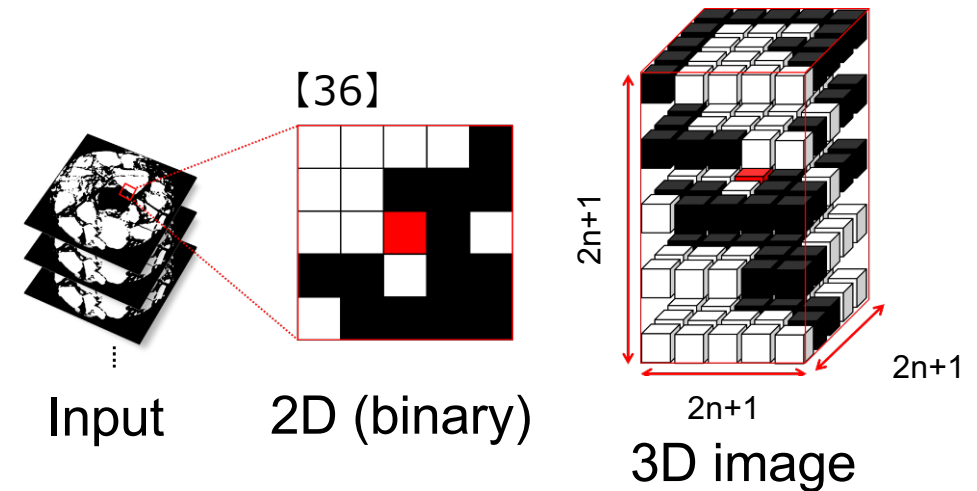 【36】
Input
2D (binary)
2n+1
2n+1
2n+1
3D image